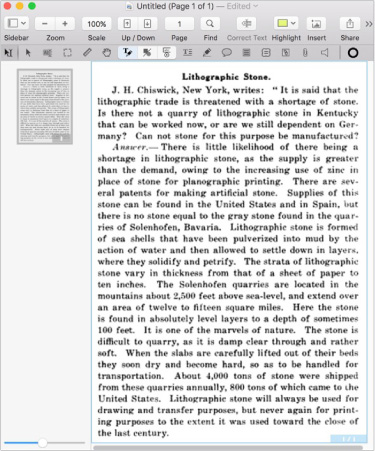 Untitled (Page 1 of 1) — Edited
100%
1
Sidebar Zoom Scale Up / Down Page Find Correct Text Highlight Insert Share
Lithographic Stone.
J. H. Chiswick, New York, writes: "It is said that the
lithographic trade is threatened with a shortage of stone.
Is there not a quarry of lithographic stone in Kentucky
that can be worked now, or are we still dependent on Ger-
many? Can not stone for this purpose be manufactured?
Answer.—There is little likelihood of there being a
shortage in lithographic stone, as the supply is greater
than the demand, owing to the increasing use of zinc in
place of stone for planographic printing. There are sev-
eral patents for making artificial stone. Supplies of this
stone can be found in the United States and in Spain, but
there is no stone equal to the gray stone found in the quar-
ries of Solenhofen, Bavaria. Lithographic stone is formed
of sea shells that have been pulverized into mud by the
action of water and then allowed to settle down in layers,
where they solidify and petrify. The strata of lithographic
stone vary in thickness from that of a sheet of paper to
ten inches. The Solenhofen quarries are located in the
mountains about 2,500 feet above sea-level, and extend over
an area of twelve to fifteen square miles. Here the stone
is found in absolutely level layers to a depth of sometimes
100 feet. It is one of the marvels of nature. The stone is
difficult to quarry, as it is damp clear through and rather
soft. When the slabs are carefully lifted out of their beds
they soon dry and become hard, so as to be handled for
transportation. About 4,000 tons of stone were shipped
from these quarries annually, 800 tons of which came to the
United States. Lithographic stone will always be used for
drawing and transfer purposes, but never again for print-
ing purposes to the extent it was used toward the close of
the last century.
1 / 1